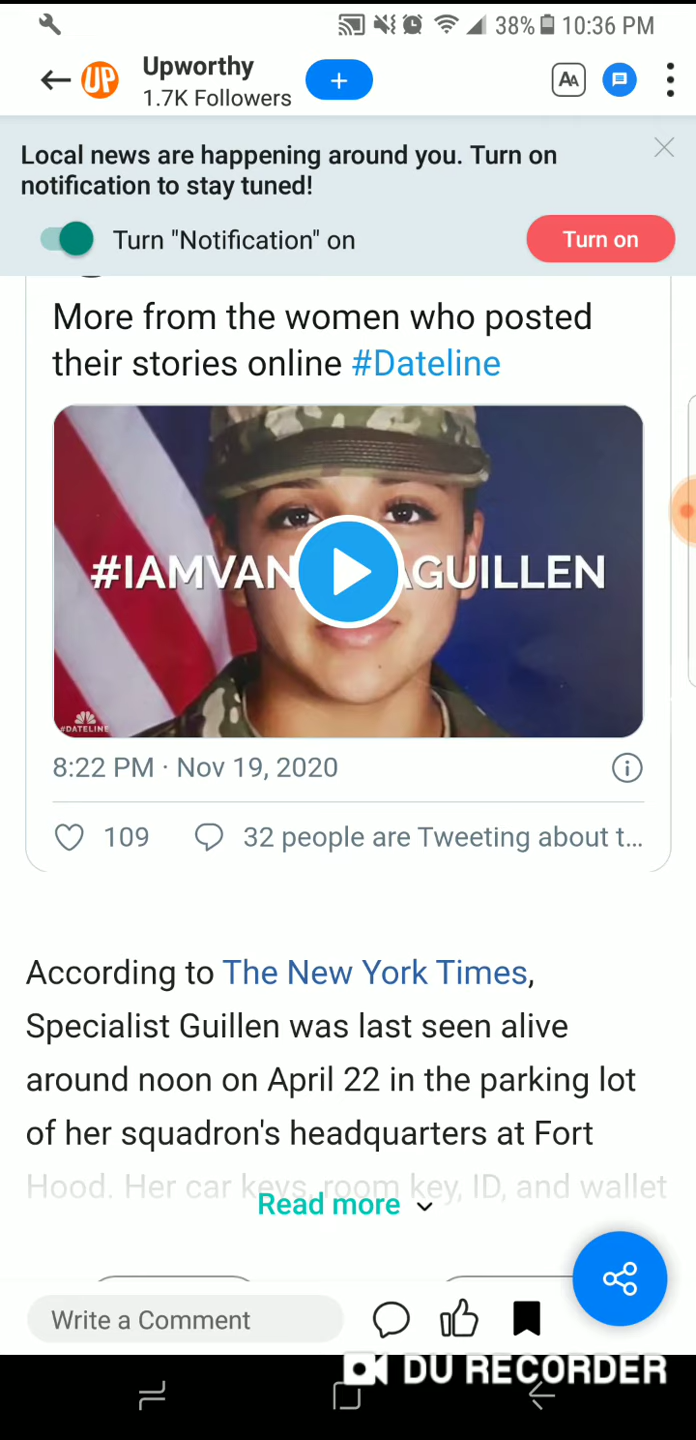 38% 10:36 PM
UP Upworthy
1.7K Followers
+
AA
Local news are happening around you. Turn on
notification to stay tuned!
Turn "Notification" on
Turn on
More from the women who posted
their stories online #Dateline
#DATELINE
8:22 PM · Nov 19, 2020
109
32 people are Tweeting about t...
According to The New York Times,
Specialist Guillen was last seen alive
around noon on April 22 in the parking lot
of her squadron's headquarters at Fort
Hood. Her car keys, room key, ID, and wallet
Read more
Write a Comment
DU RECORDER